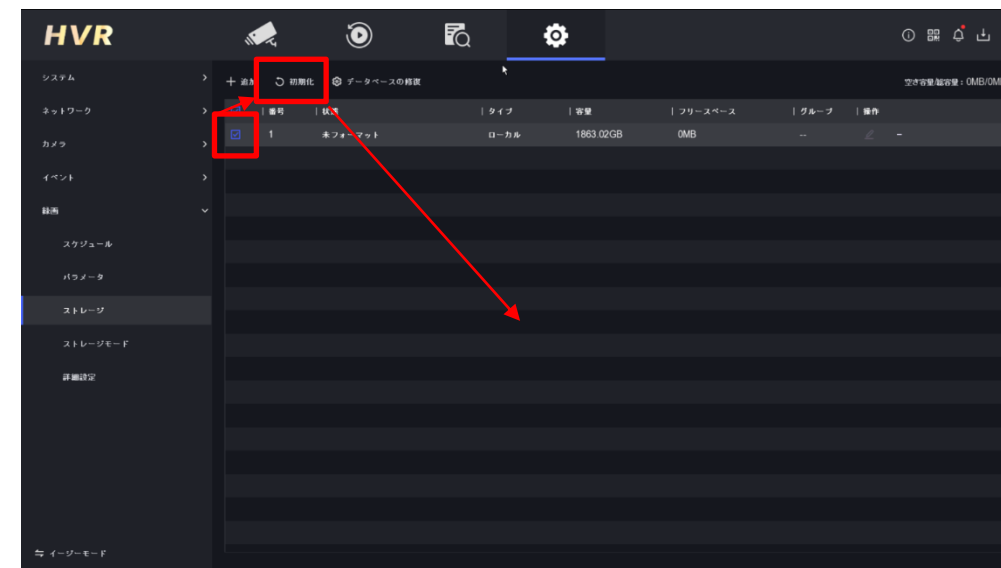 HVR
システム
ネットワーク
カメラ
イベント
録画
スケジュール
パラメータ
ストレージ
ストレージモード
詳細設定
イージーモード
追加 初期化 データベースの修復 空き容量/総容量：0MB/0MB
番号 状態 タイプ 容量 フリースペース グループ 操作
1 未フォーマット ローカル 1863.02GB 0MB -- –